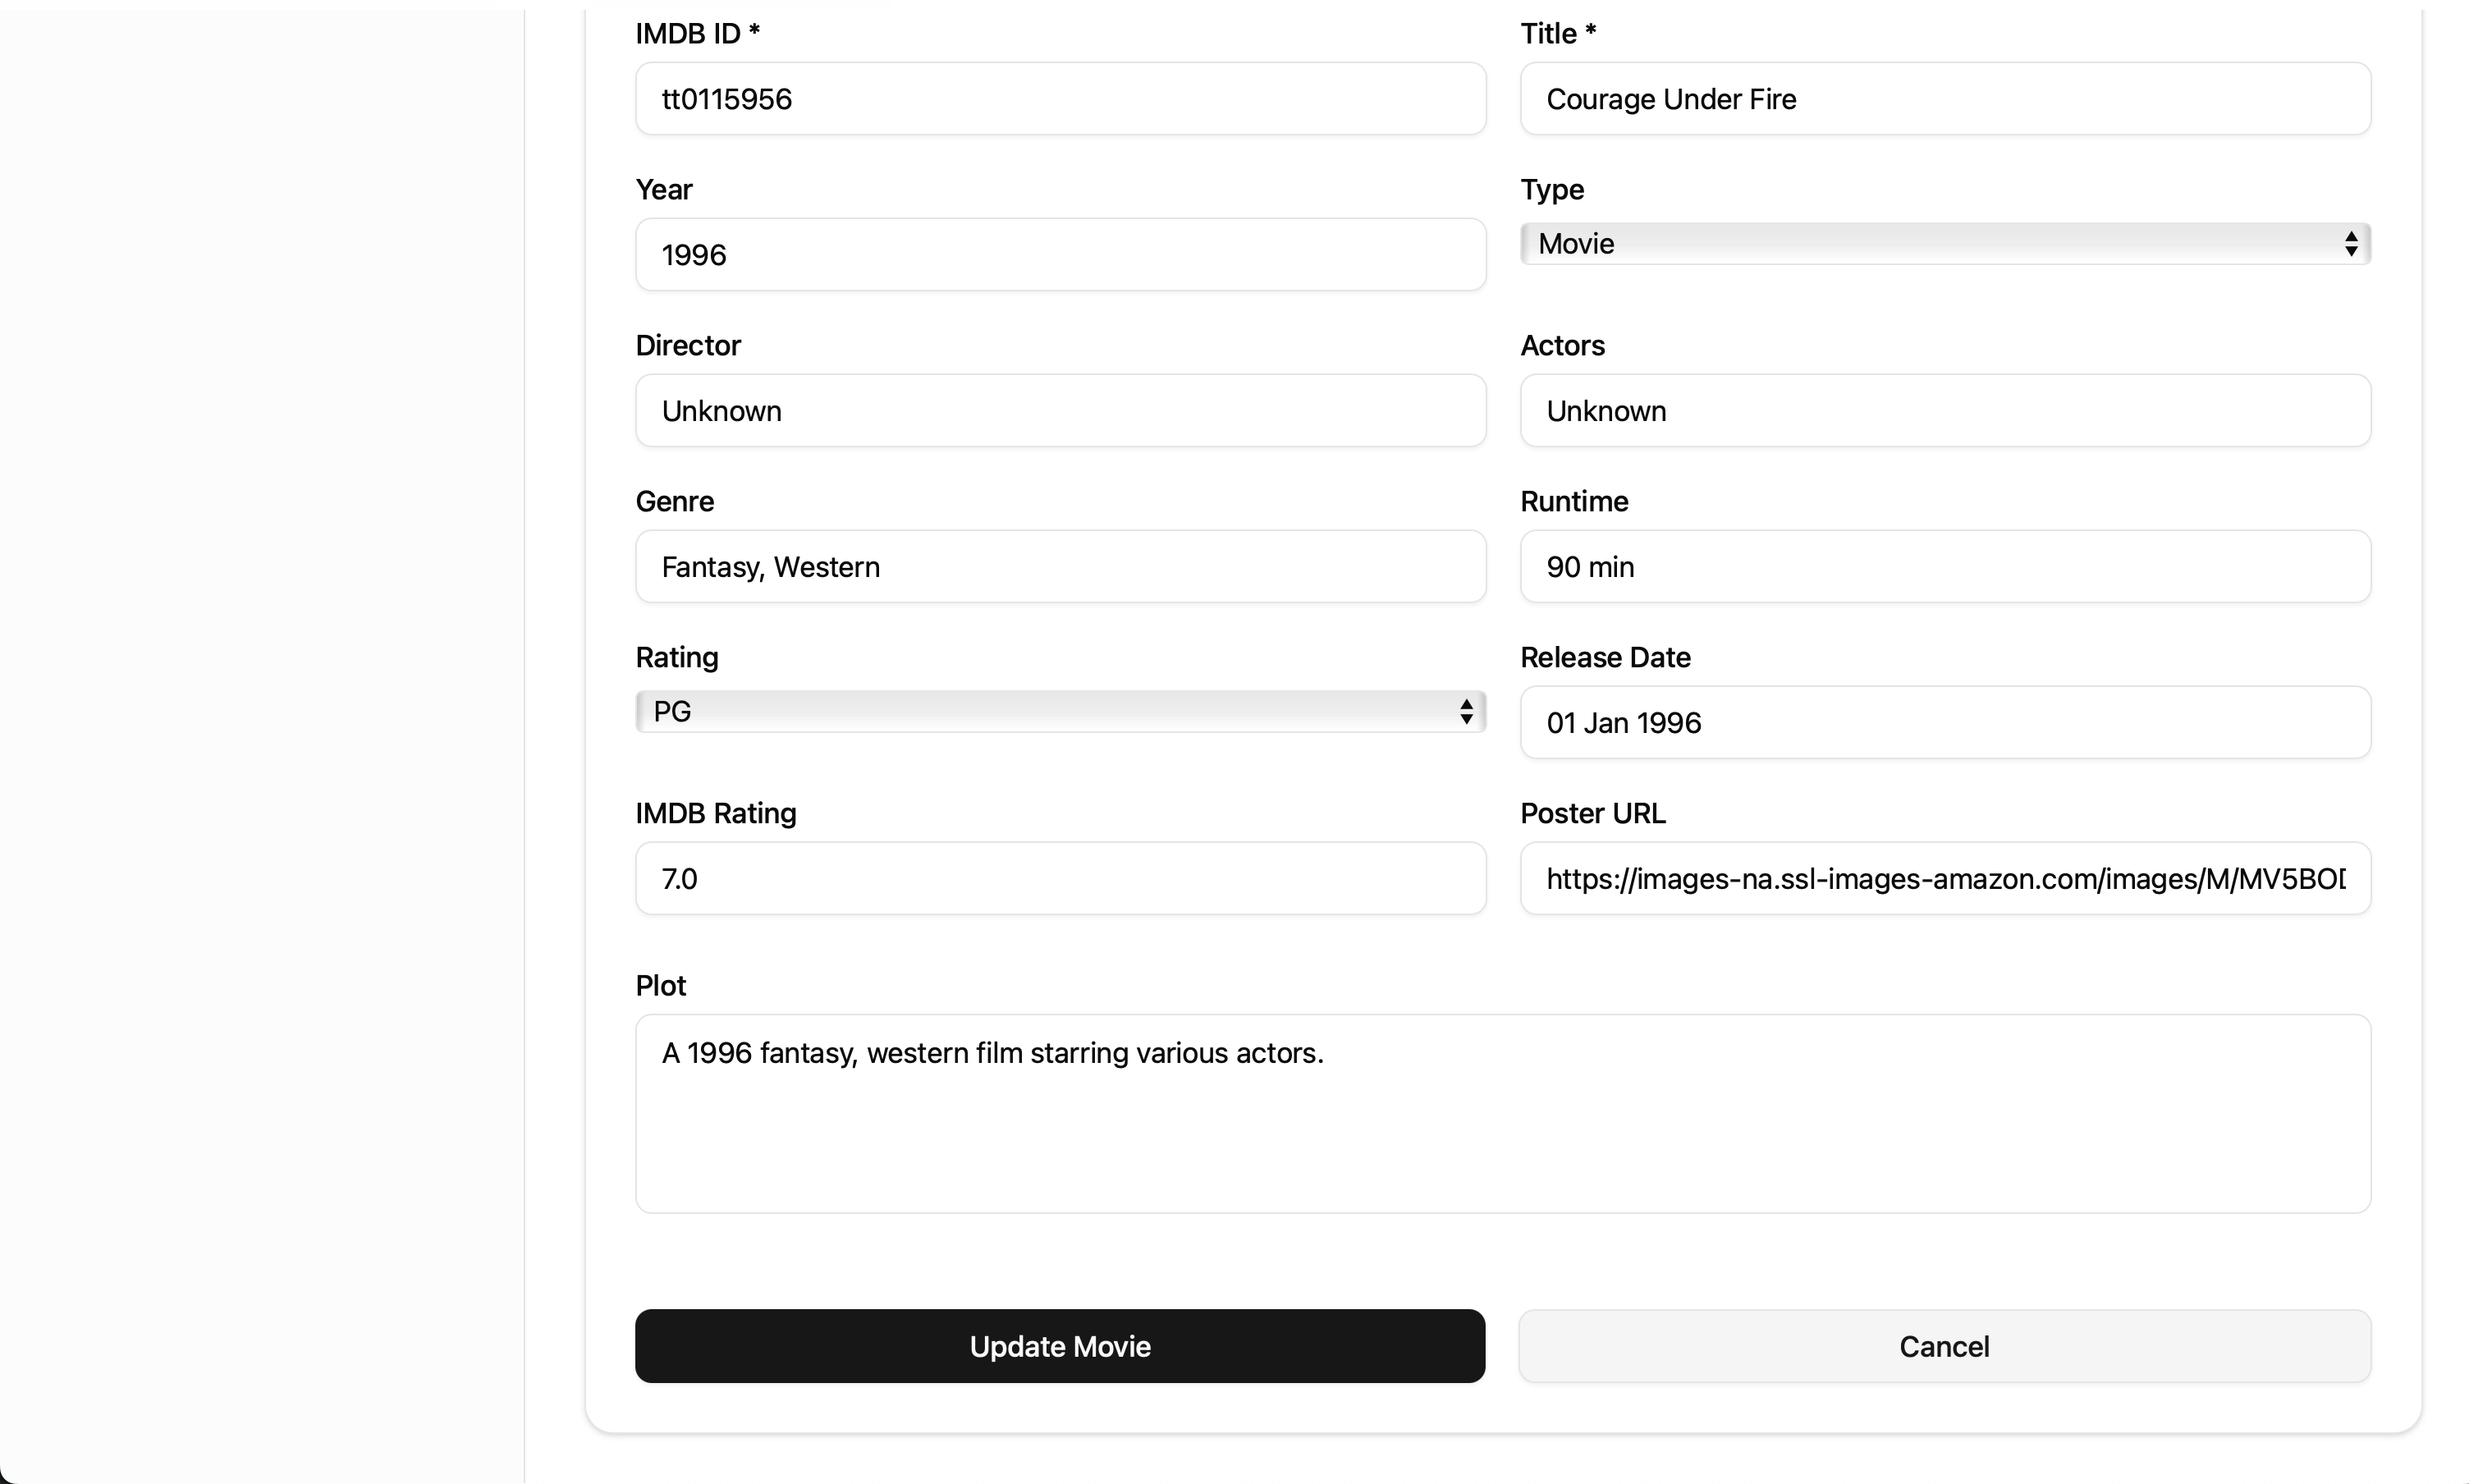 IMDB ID *
Title *
tt0115956
Courage Under Fire
Year
Type
1996
Movie
Director
Actors
Unknown
Unknown
Genre
Runtime
Fantasy, Western
90 min
Rating
Release Date
PG
01 Jan 1996
IMDB Rating
Poster URL
7.0
https://images-na.ssl-images-amazon.com/images/M/MV5BO
Plot
A 1996 fantasy, western film starring various actors.
Update Movie
Cancel